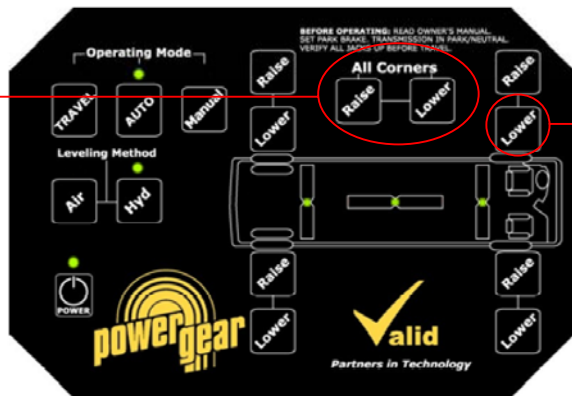 BEFORE OPERATING: READ OWNER'S MANUAL.
SET PARK BRAKE. TRANSMISSION IN PARK/NEUTRAL.
VERIFY ALL JACKS UP BEFORE TRAVEL.
Operating Mode
TRAVEL
AUTO
Manual
Raise
Lower
All Corners
Raise
Lower
Raise
Lower
Leveling Method
Air
Hyd
POWER
powergear
Raise
Lower
Valid
Partners in Technology
Raise
Lower